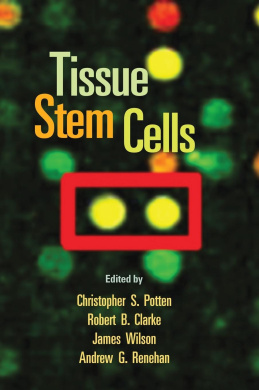 Tissue
Stem Cells
Edited by
Christopher S. Potten
Robert B. Clarke
James Wilson
Andrew G. Renehan